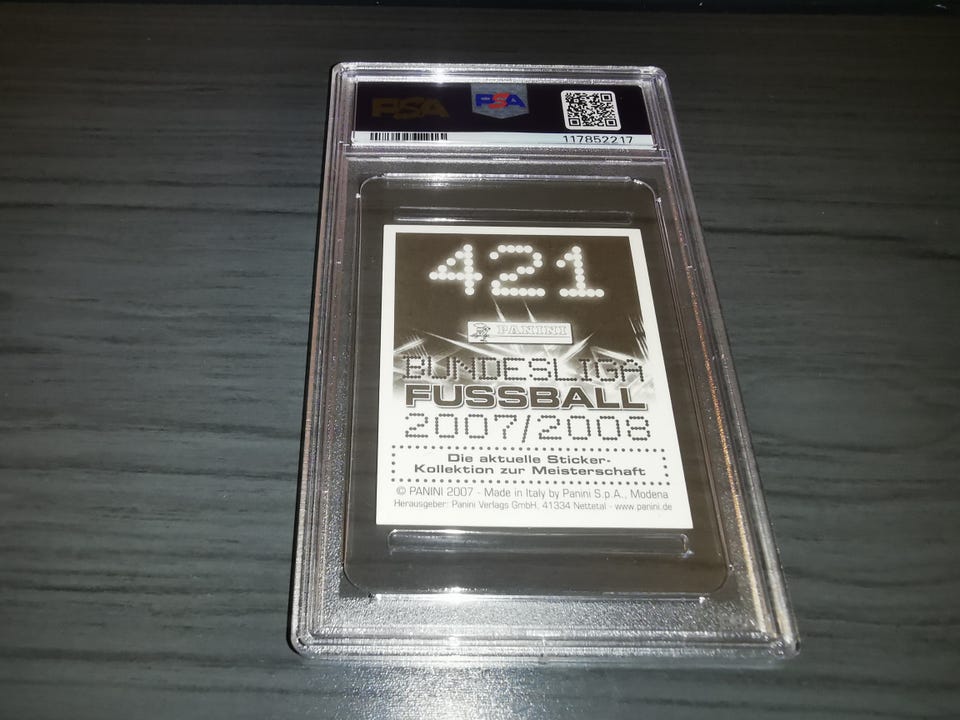 PSA
PSA
117852217
421
PANINI
BUNDESLIGA
FUSSBALL
2007/2008
Die aktuelle Sticker-
Kollektion zur Meisterschaft
© PANINI 2007 - Made in Italy by Panini S.p.A., Modena
Herausgeber: Panini Verlags GmbH, 41334 Nettetal - www.panini.de